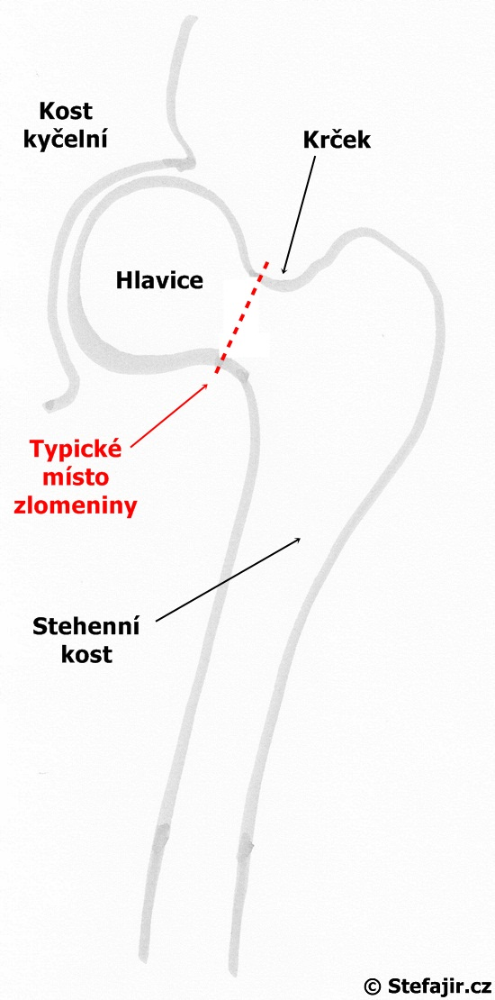 Kost
kyčelní
Krček
Hlavice
Typické
místo
zlomeniny
Stehenní
kost
© Stefajir.cz